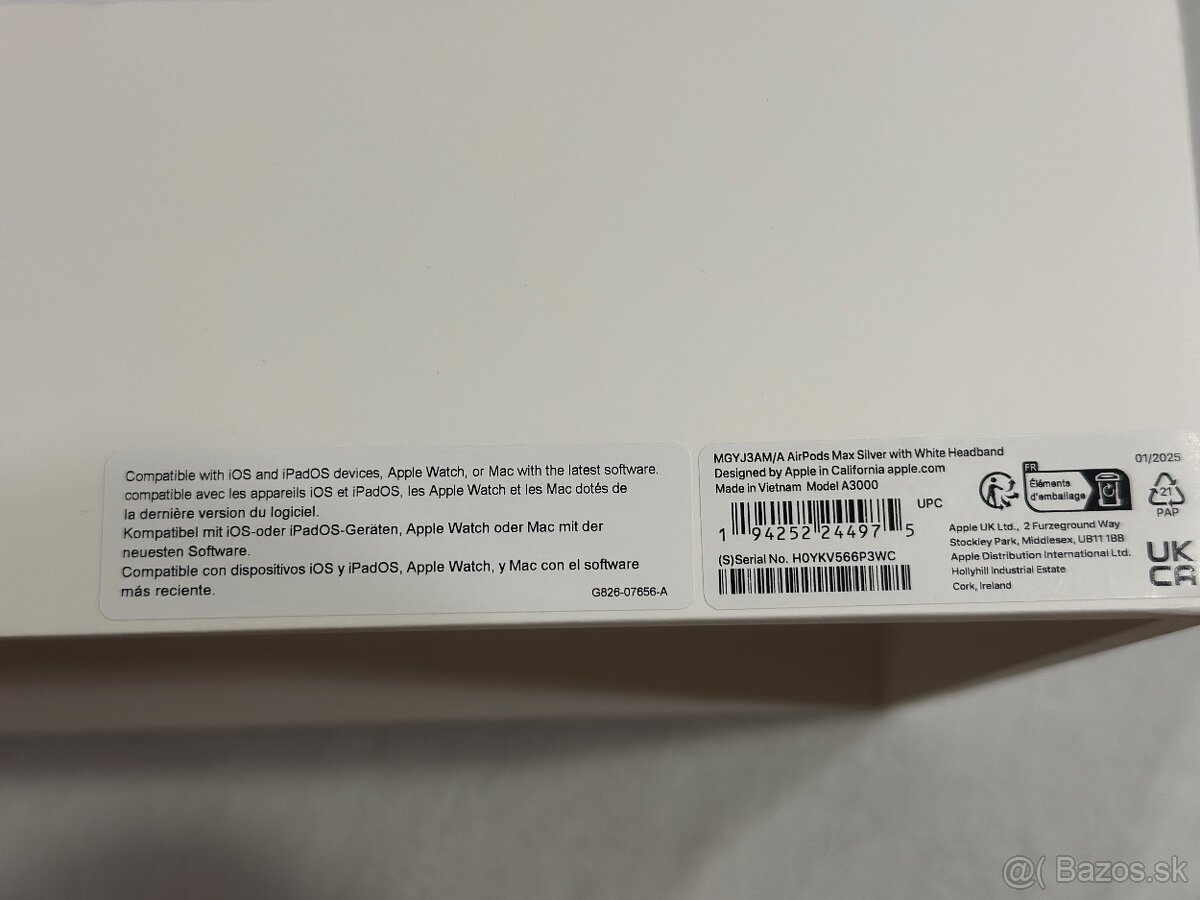 Compatible with iOS and iPadOS devices, Apple Watch, or Mac with the latest software.
compatible avec les appareils iOS et iPadOS, les Apple Watch et les Mac dotés de
la dernière version du logiciel.
Kompatibel mit iOS-oder iPadOS-Geräten, Apple Watch oder Mac mit der
neuesten Software.
Compatible con dispositivos iOS y iPadOS, Apple Watch, y Mac con el software
más reciente.
G826-07656-A
MGYJ3AM/A AirPods Max Silver with White Headband
Designed by Apple in California apple.com
Made in Vietnam Model A3000
UPC
1 94252 24497 5
(S)Serial No. H0YKV566P3WC
FR
Éléments
d'emballage
01/2025
21
PAP
Apple UK Ltd., 2 Furzeground Way
Stockley Park, Middlesex, UB11 1BB
Apple Distribution International Ltd.
Hollyhill Industrial Estate
Cork, Ireland
UK
CA
@( Bazos.sk